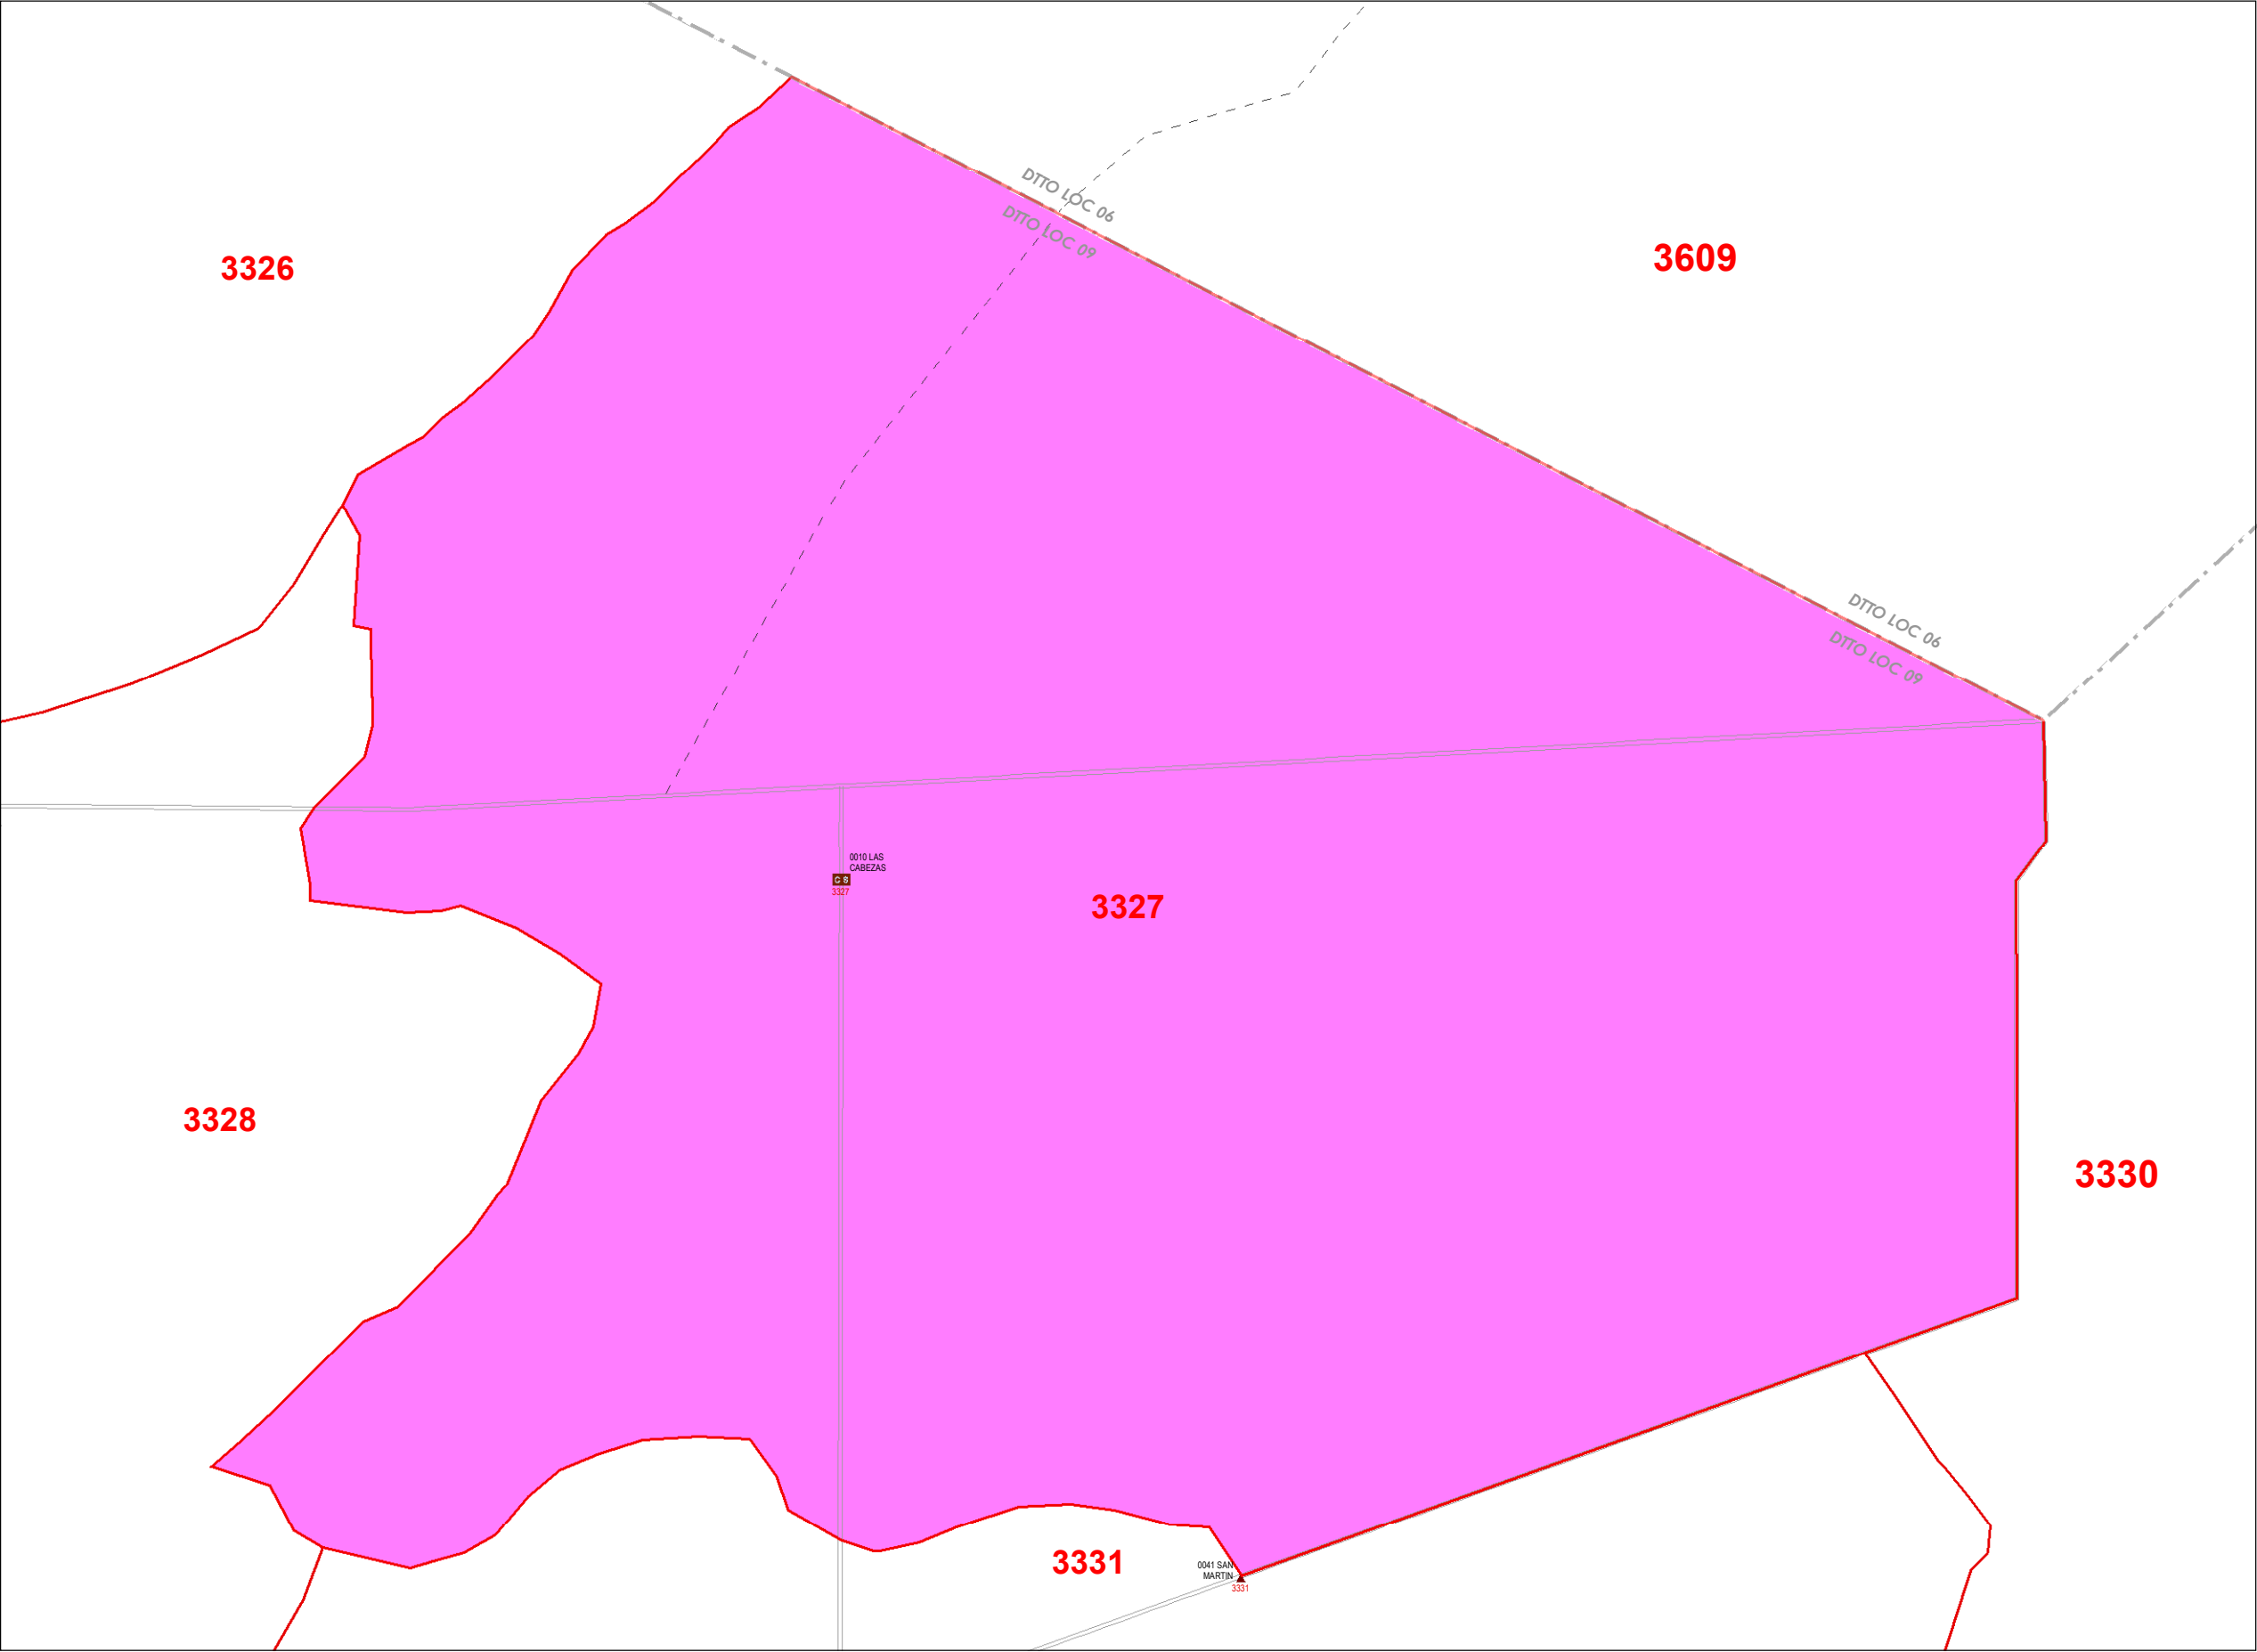 DTTO LOC 06
DTTO LOC 09
3326
3609
DTTO LOC 06
DTTO LOC 09
0010 LAS
CABEZAS
3327
3327
3328
3330
3331
0041 SAN
MARTIN
3331